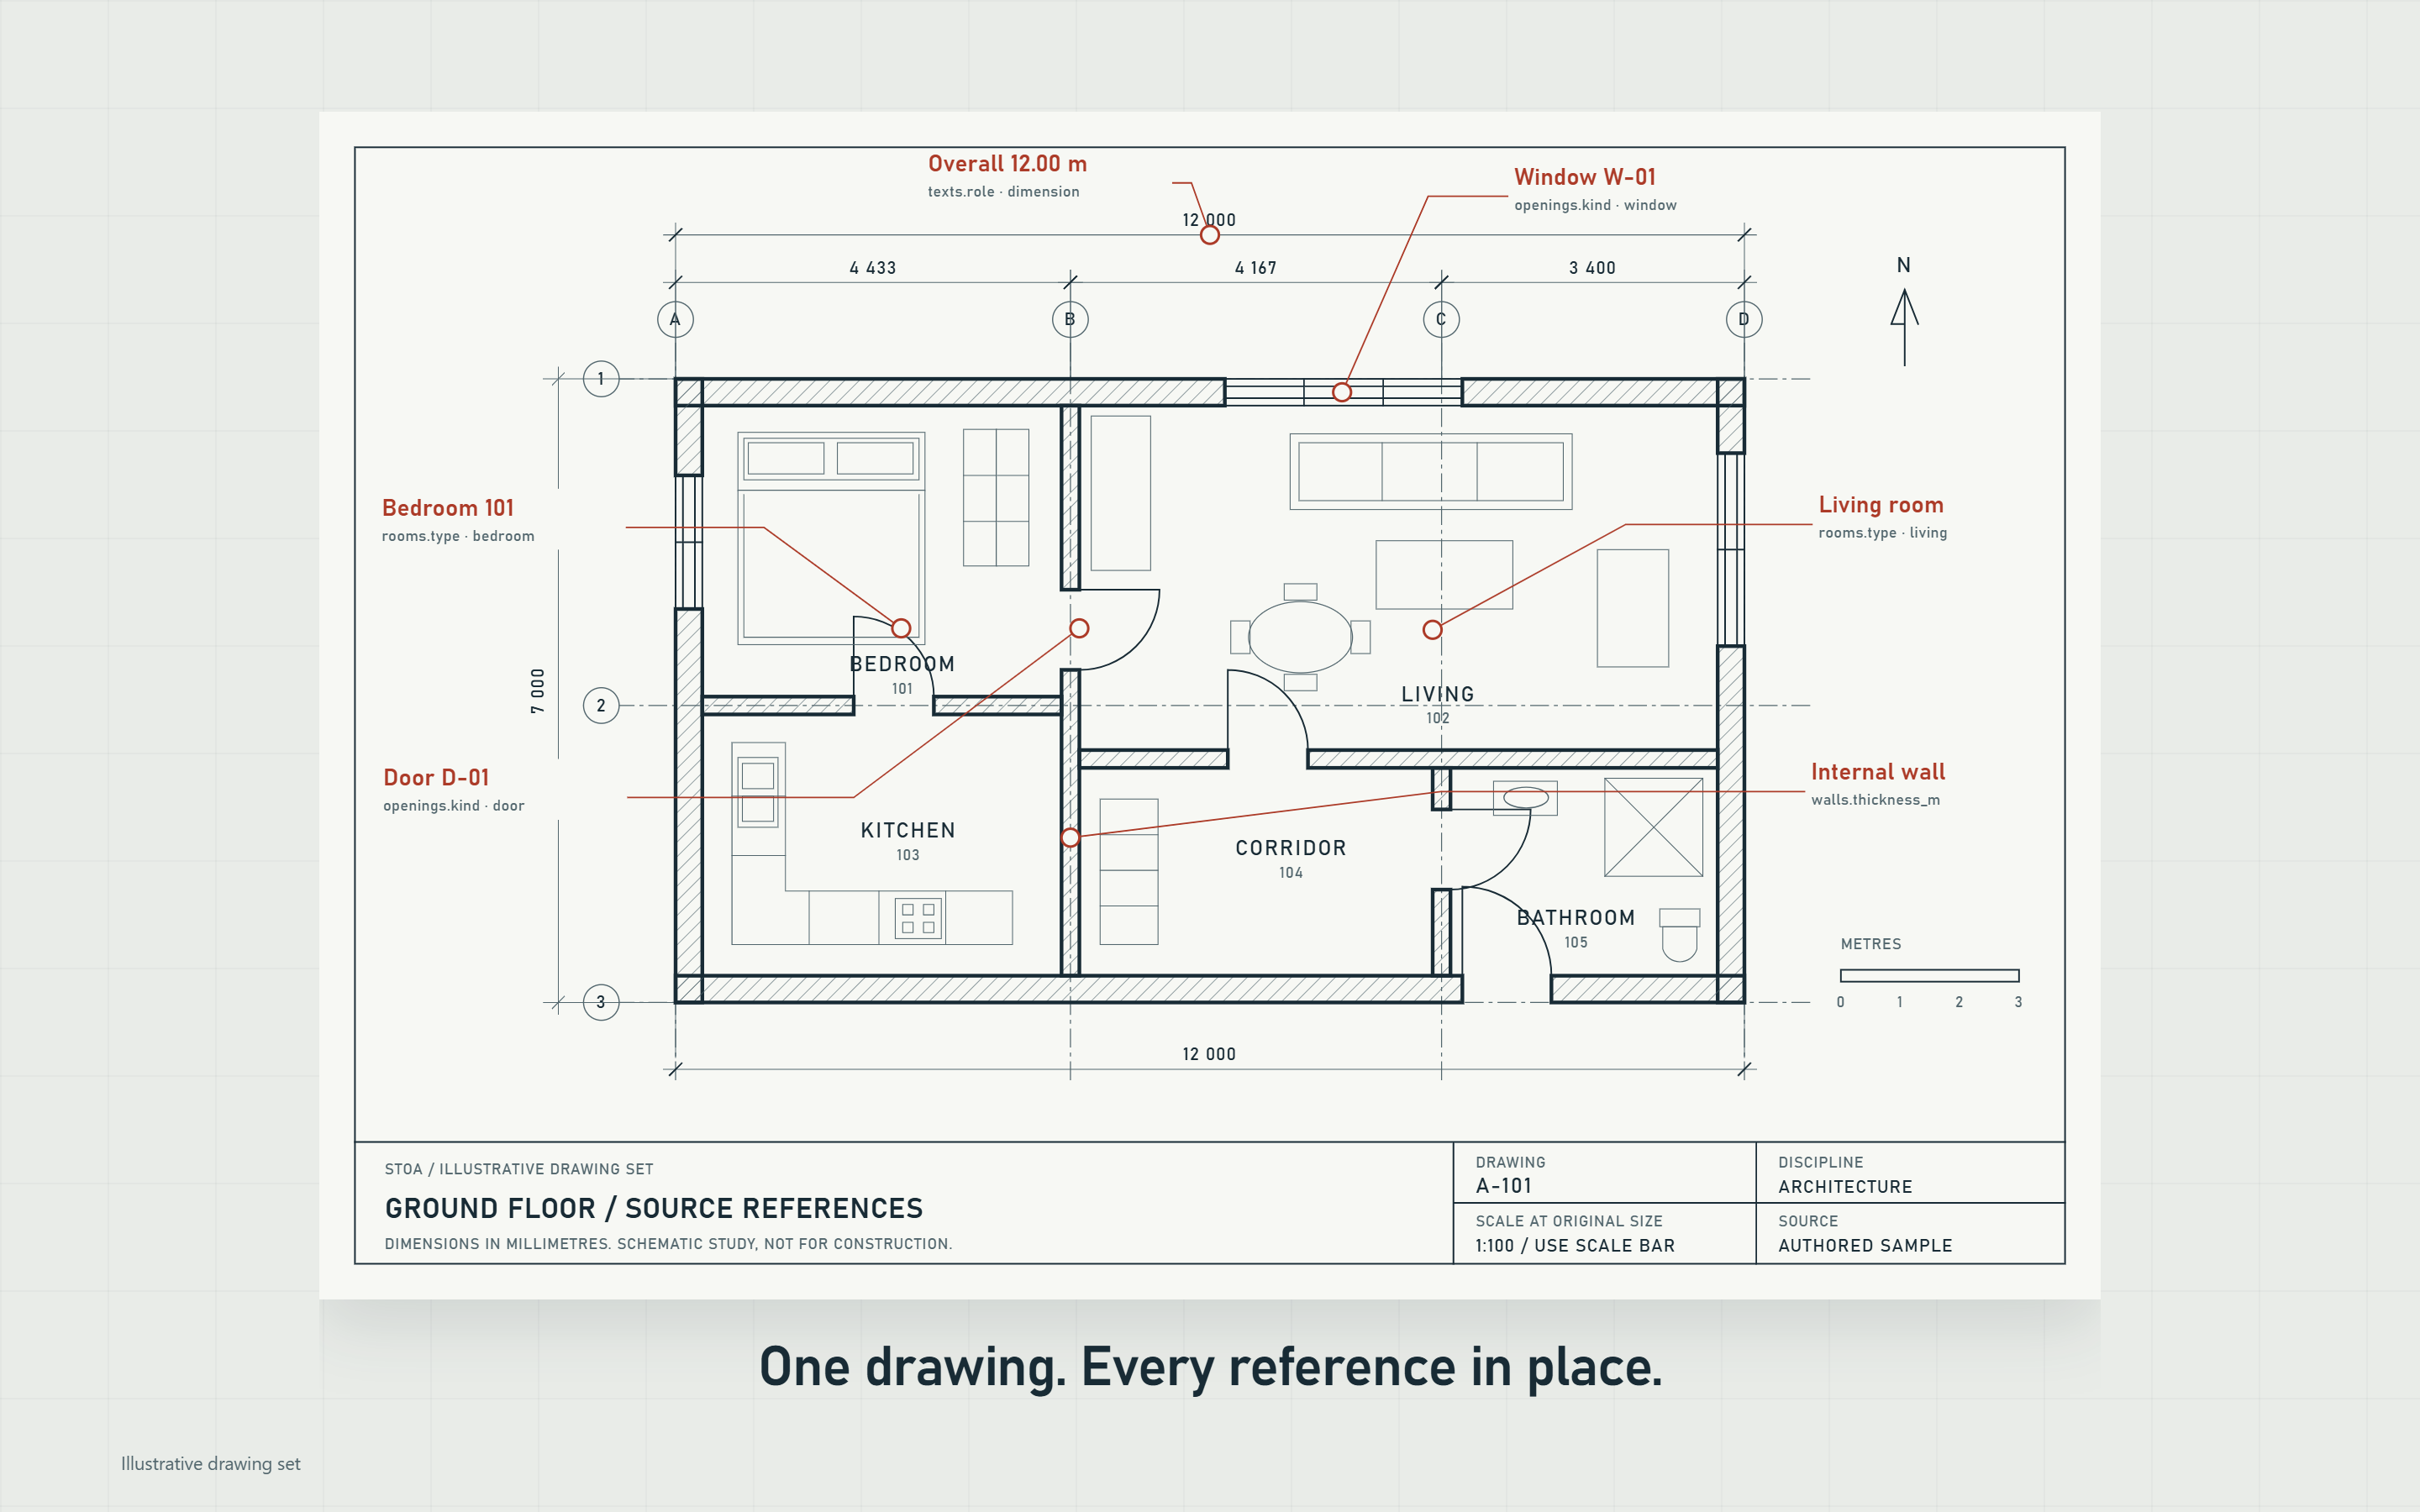 Overall 12.00 m
texts.role · dimension
Window W-01
openings.kind · window
12 000
4 433
4 167
3 400
N
A
B
C
D
1
Bedroom 101
rooms.type · bedroom
Living room
rooms.type · living
BEDROOM
101
7 000
2
LIVING
102
Door D-01
openings.kind · door
Internal wall
walls.thickness_m
KITCHEN
103
CORRIDOR
104
BATHROOM
105
METRES
0 1 2 3
3
12 000
STOA / ILLUSTRATIVE DRAWING SET
GROUND FLOOR / SOURCE REFERENCES
DIMENSIONS IN MILLIMETRES. SCHEMATIC STUDY, NOT FOR CONSTRUCTION.
DRAWING
A-101
DISCIPLINE
ARCHITECTURE
SCALE AT ORIGINAL SIZE
1:100 / USE SCALE BAR
SOURCE
AUTHORED SAMPLE
One drawing. Every reference in place.
Illustrative drawing set